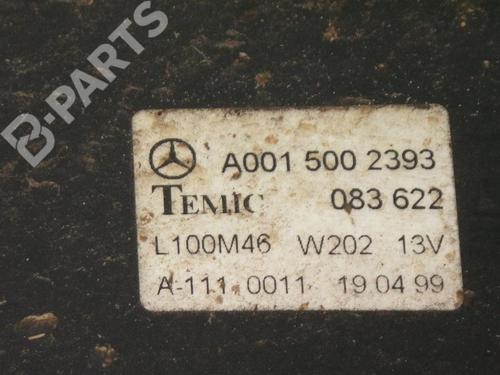 B-PARTS
A001 500 2393
TEMIC 083 622
L100M46 W202 13V
A-111 0011 19 04 99